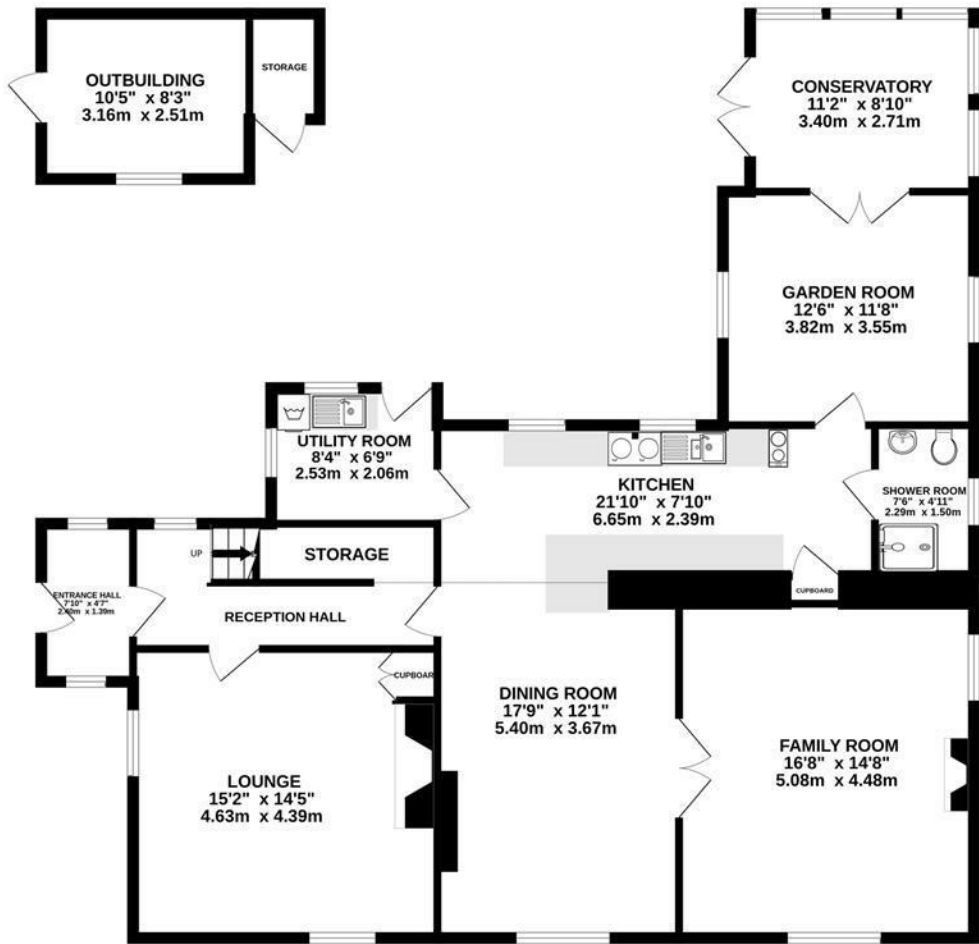 OUTBUILDING
10'5" x 8'3"
3.16m x 2.51m
STORAGE
CONSERVATORY
11'2" x 8'10"
3.40m x 2.71m
GARDEN ROOM
12'6" x 11'8"
3.82m x 3.55m
UTILITY ROOM
8'4" x 6'9"
2.53m x 2.06m
KITCHEN
21'10" x 7'10"
6.65m x 2.39m
SHOWER ROOM
7'6" x 4'11"
2.29m x 1.50m
UP
STORAGE
ENTRANCE HALL
7'10" x 4'7"
2.40m x 1.39m
RECEPTION HALL
CUPBOARD
CUPBOAR
DINING ROOM
17'9" x 12'1"
5.40m x 3.67m
FAMILY ROOM
16'8" x 14'8"
5.08m x 4.48m
LOUNGE
15'2" x 14'5"
4.63m x 4.39m